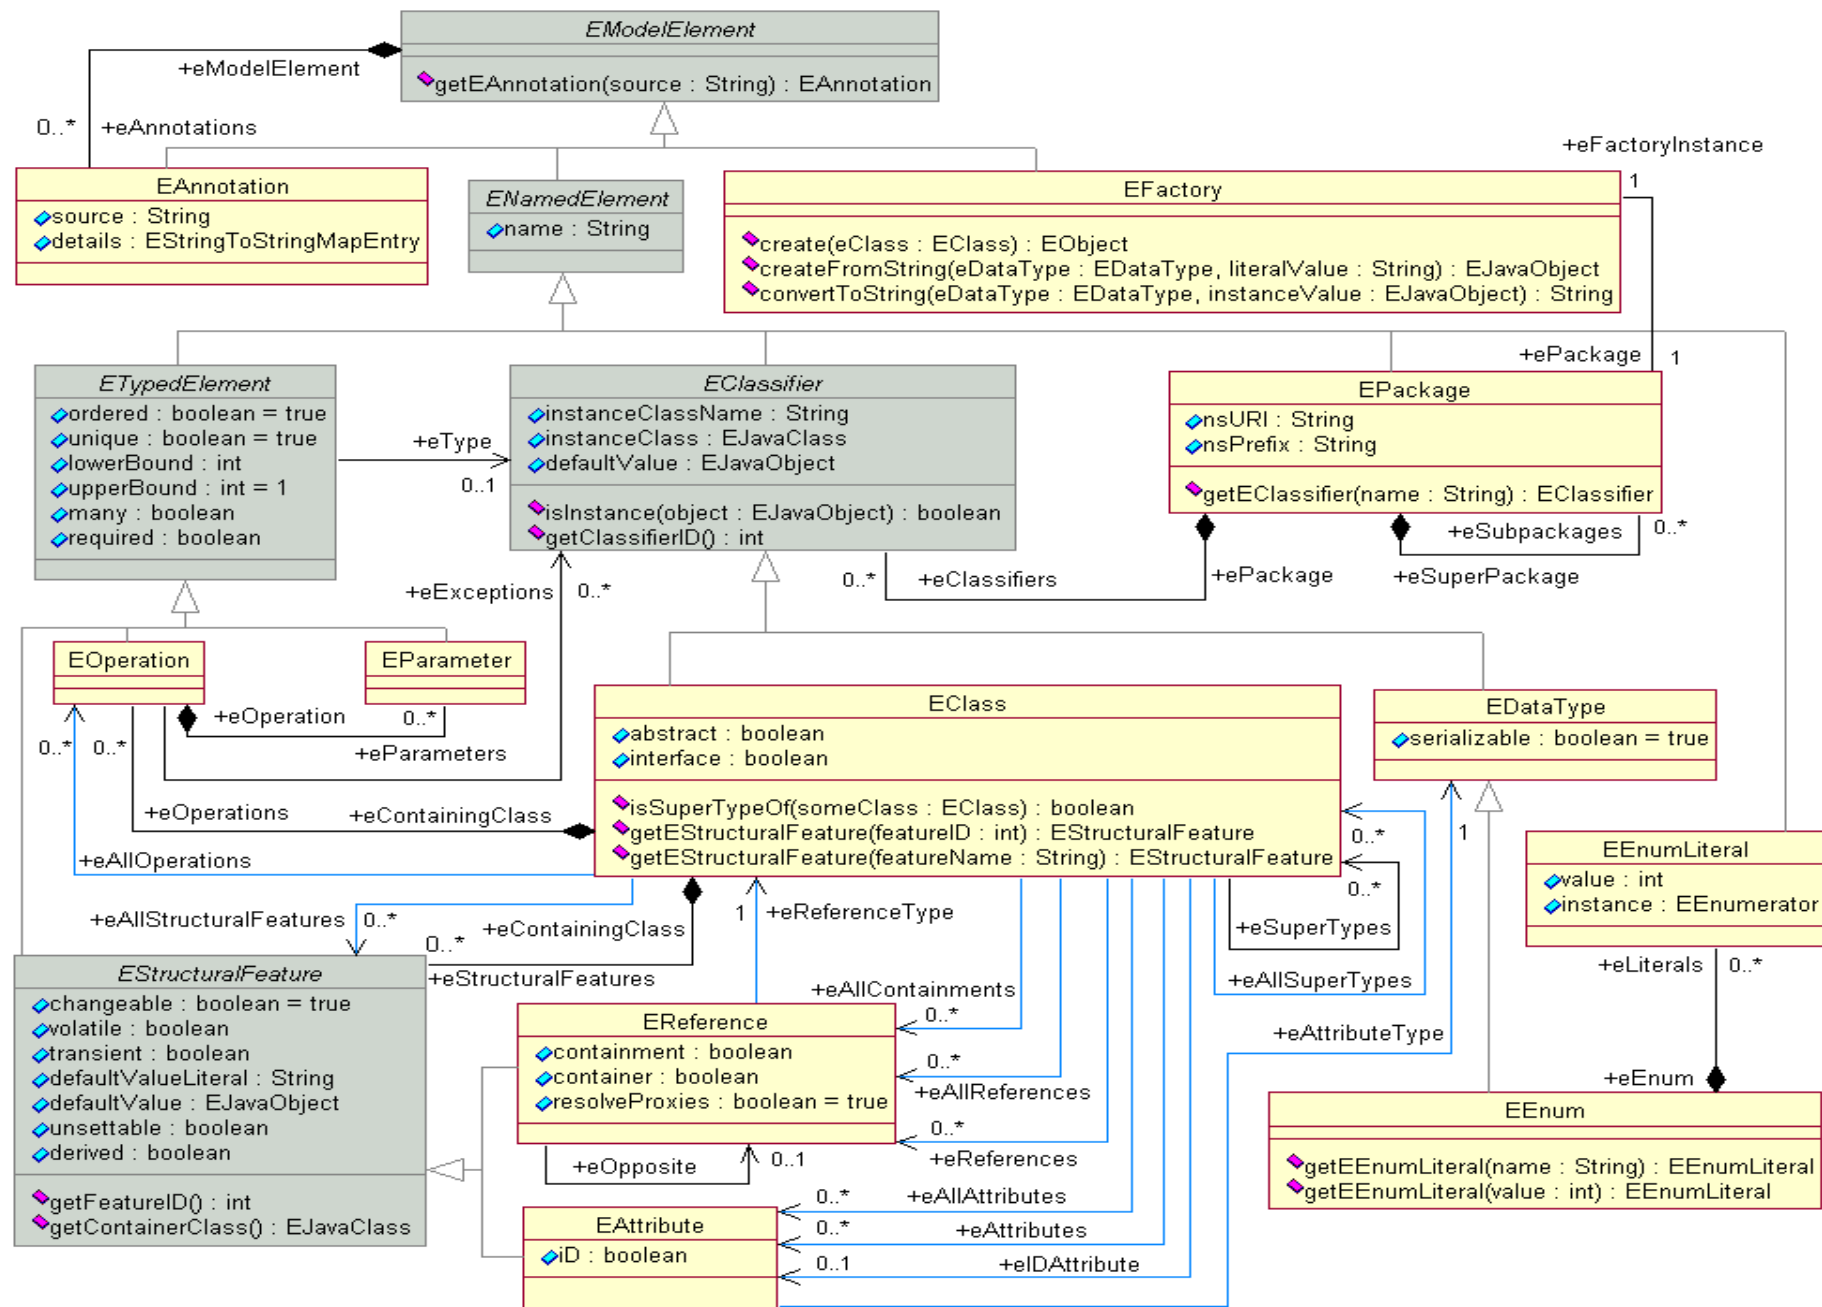 EModelElement
getEAnnotation(source : String) : EAnnotation
+eModelElement
0..* +eAnnotations
EAnnotation
source : String
details : EStringToStringMapEntry
ENamedElement
name : String
+eFactoryInstance
1
EFactory
create(eClass : EClass) : EObject
createFromString(eDataType : EDataType, literalValue : String) : EJavaObject
convertToString(eDataType : EDataType, instanceValue : EJavaObject) : String
+ePackage 1
ETypedElement
ordered : boolean = true
unique : boolean = true
lowerBound : int
upperBound : int = 1
many : boolean
required : boolean
+eType
0..1
EClassifier
instanceClassName : String
instanceClass : EJavaClass
defaultValue : EJavaObject
isInstance(object : EJavaObject) : boolean
getClassifierID() : int
EPackage
nsURI : String
nsPrefix : String
getEClassifier(name : String) : EClassifier
+eSubpackages 0..*
+eSuperPackage
0..* +eClassifiers
+ePackage
+eExceptions 0..*
EOperation
EParameter
+eOperation 0..*
+eParameters
0..* 0..*
+eOperations
+eContainingClass
+eAllOperations
EClass
abstract : boolean
interface : boolean
isSuperTypeOf(someClass : EClass) : boolean
getEStructuralFeature(featureID : int) : EStructuralFeature
getEStructuralFeature(featureName : String) : EStructuralFeature
0..*
0..*
+eSuperTypes
+eAllSuperTypes
EDataType
serializable : boolean = true
1
+eAttributeType
EEnumLiteral
value : int
instance : EEnumerator
+eLiterals 0..*
+eEnum
EEnum
getEEnumLiteral(name : String) : EEnumLiteral
getEEnumLiteral(value : int) : EEnumLiteral
+eAllStructuralFeatures 0..*
0..* +eContainingClass
+eStructuralFeatures
1 +eReferenceType
EStructuralFeature
changeable : boolean = true
volatile : boolean
transient : boolean
defaultValueLiteral : String
defaultValue : EJavaObject
unsettable : boolean
derived : boolean
getFeatureID() : int
getContainerClass() : EJavaClass
EReference
containment : boolean
container : boolean
resolveProxies : boolean = true
+eOpposite 0..1
+eAllContainments
0..*
0..*
+eAllReferences
0..*
+eReferences
0..* +eAllAttributes
0..* +eAttributes
0..1 +eIDAttribute
EAttribute
iD : boolean